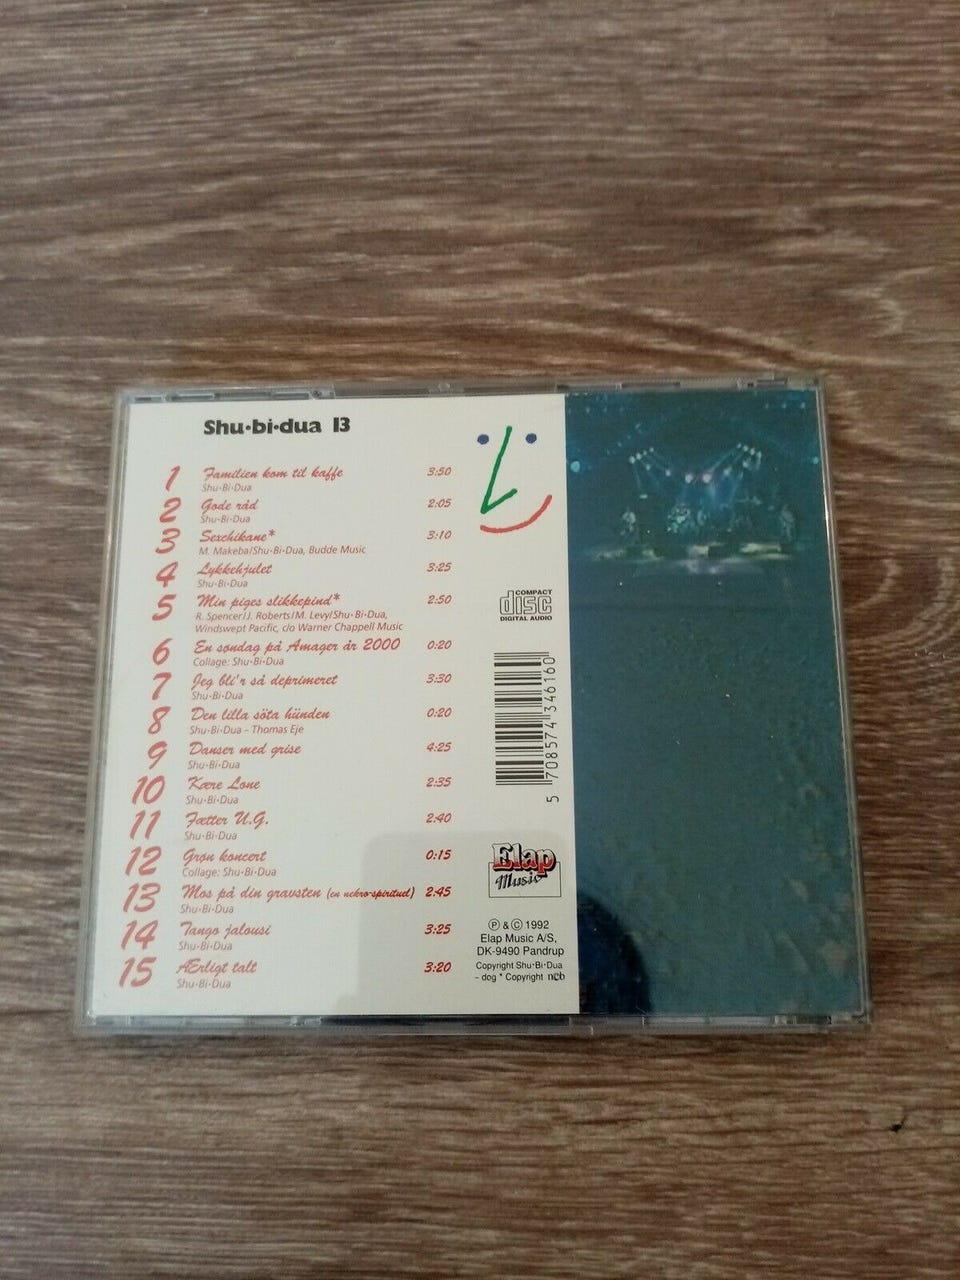 Shu•bi•dua 13
1 Familien kom til kaffe 3:50
Shu•Bi•Dua
2 Gode råd 2:05
Shu•Bi•Dua
3 Sexchikane* 3:10
M. Makeba/Shu•Bi•Dua, Budde Music
4 Lykkehjulet 3:25
Shu•Bi•Dua
5 Min piges slikkepind* 2:50
R. Spencer/J. Roberts/M. Levy/Shu•Bi•Dua,
Windswept Pacific, c/o Warner Chappell Music
6 En søndag på Amager år 2000 0:20
Collage: Shu•Bi•Dua
7 Jeg bli'r så deprimeret 3:30
Shu•Bi•Dua
8 Den lilla söta hünden 0:20
Shu•Bi•Dua – Thomas Eje
9 Danser med grise 4:25
Shu•Bi•Dua
10 Kære Lone 2:35
Shu•Bi•Dua
11 Fætter U.G. 2:40
Shu•Bi•Dua
12 Grøn koncert 0:15
Collage: Shu•Bi•Dua
13 Mos på din gravsten (en nekro-spirituel) 2:45
Shu•Bi•Dua
14 Tango jalousi 3:25
Shu•Bi•Dua
15 Ærligt talt 3:20
Shu•Bi•Dua
COMPACT
disc
DIGITAL AUDIO
5 708574 346160
Elap
Music
℗ & © 1992
Elap Music A/S,
DK-9490 Pandrup
Copyright Shu•Bi•Dua
– dog * Copyright ncb